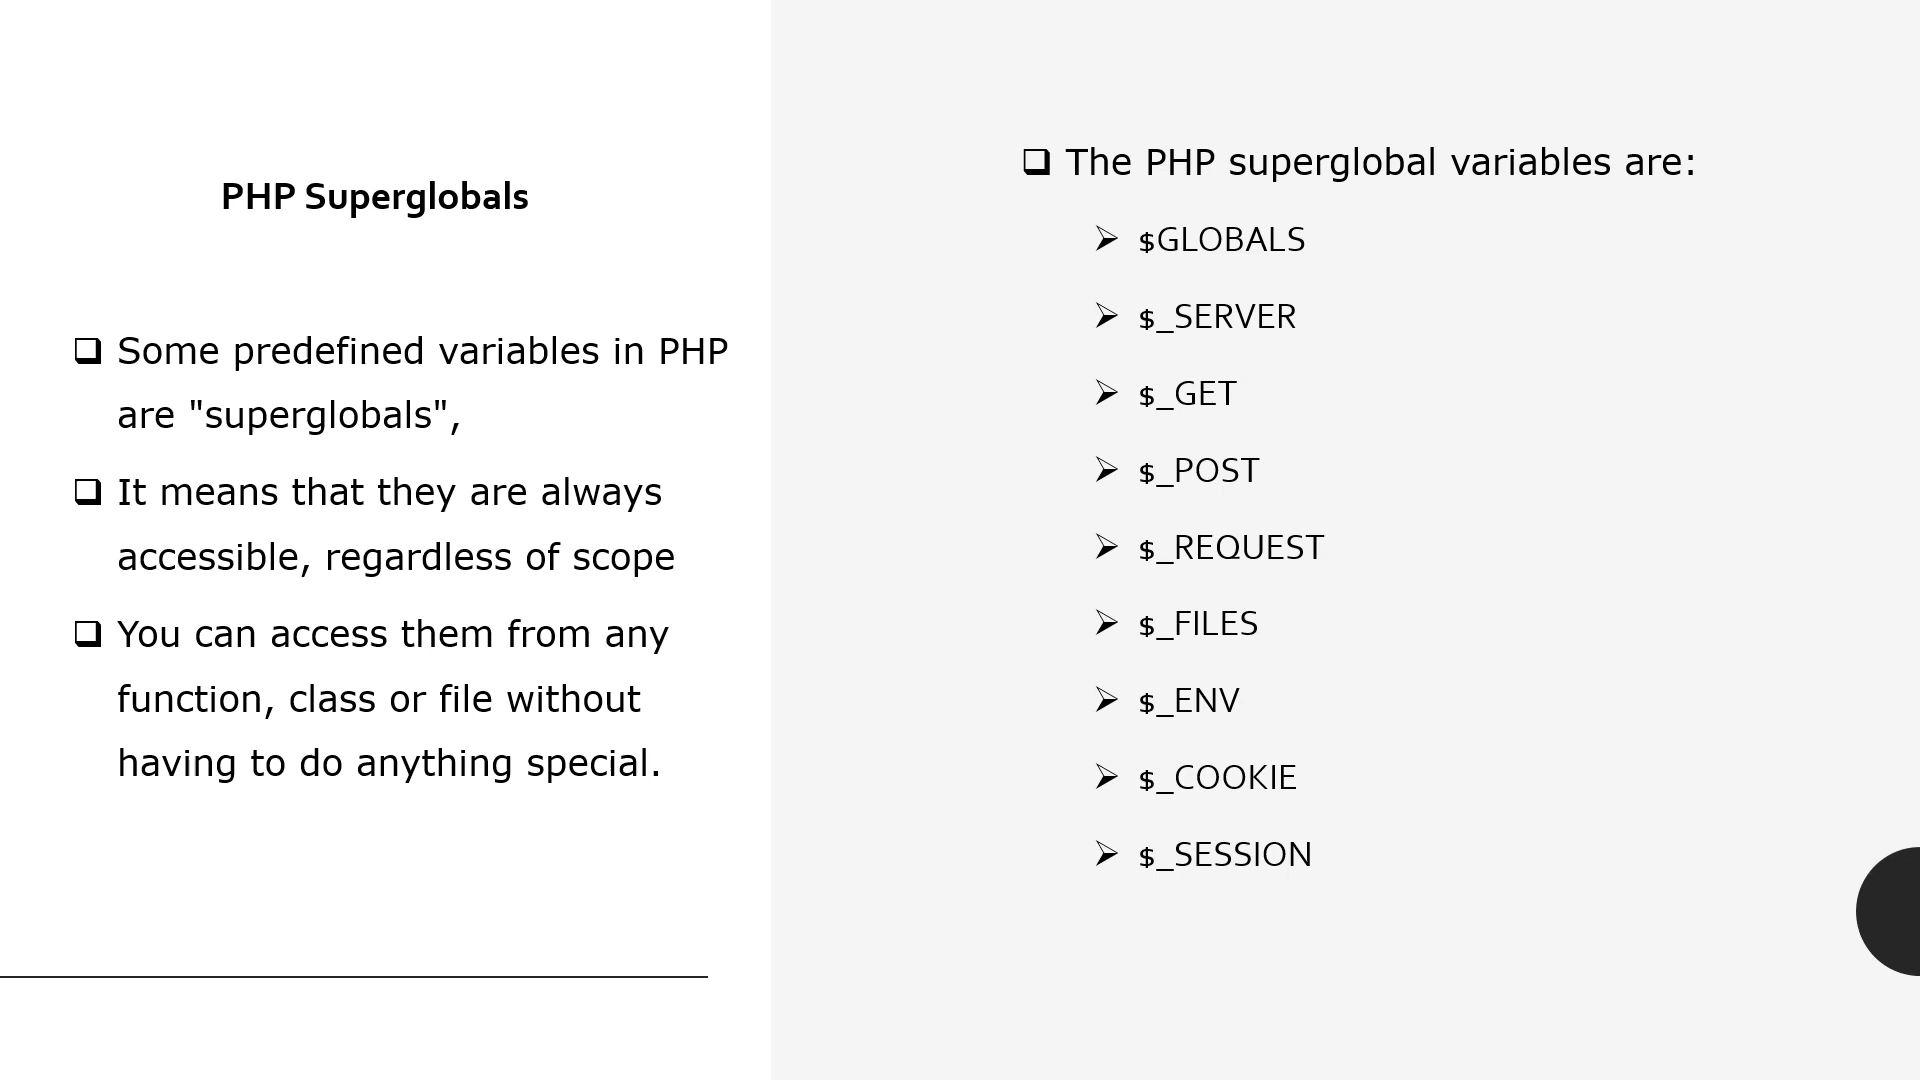 PHP Superglobals
Some predefined variables in PHP
are "superglobals",
It means that they are always
accessible, regardless of scope
You can access them from any
function, class or file without
having to do anything special.
The PHP superglobal variables are:
$GLOBALS
$_SERVER
$_GET
$_POST
$_REQUEST
$_FILES
$_ENV
$_COOKIE
$_SESSION